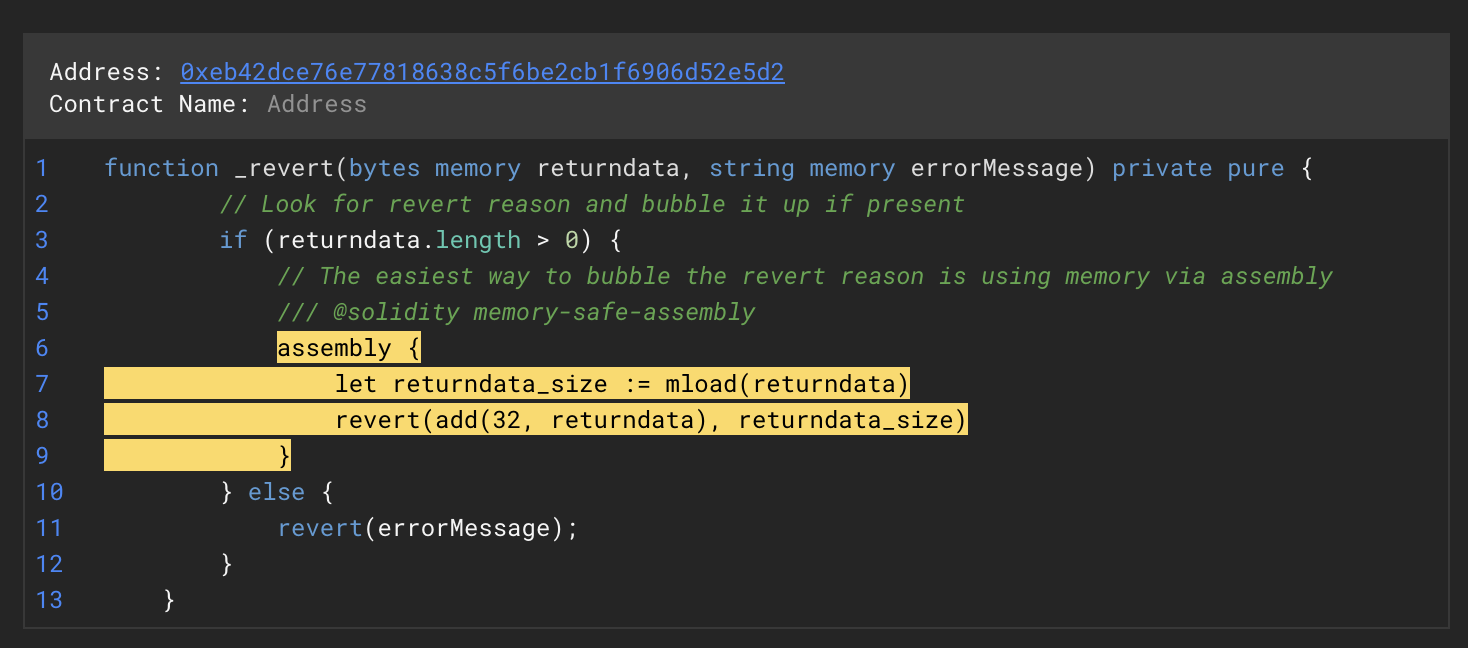 Address: 0xeb42dce76e77818638c5f6be2cb1f6906d52e5d2
Contract Name: Address
1 function _revert(bytes memory returndata, string memory errorMessage) private pure {
2 // Look for revert reason and bubble it up if present
3 if (returndata.length > 0) {
4 // The easiest way to bubble the revert reason is using memory via assembly
5 /// @solidity memory-safe-assembly
6 assembly {
7 let returndata_size := mload(returndata)
8 revert(add(32, returndata), returndata_size)
9 }
10 } else {
11 revert(errorMessage);
12 }
13 }